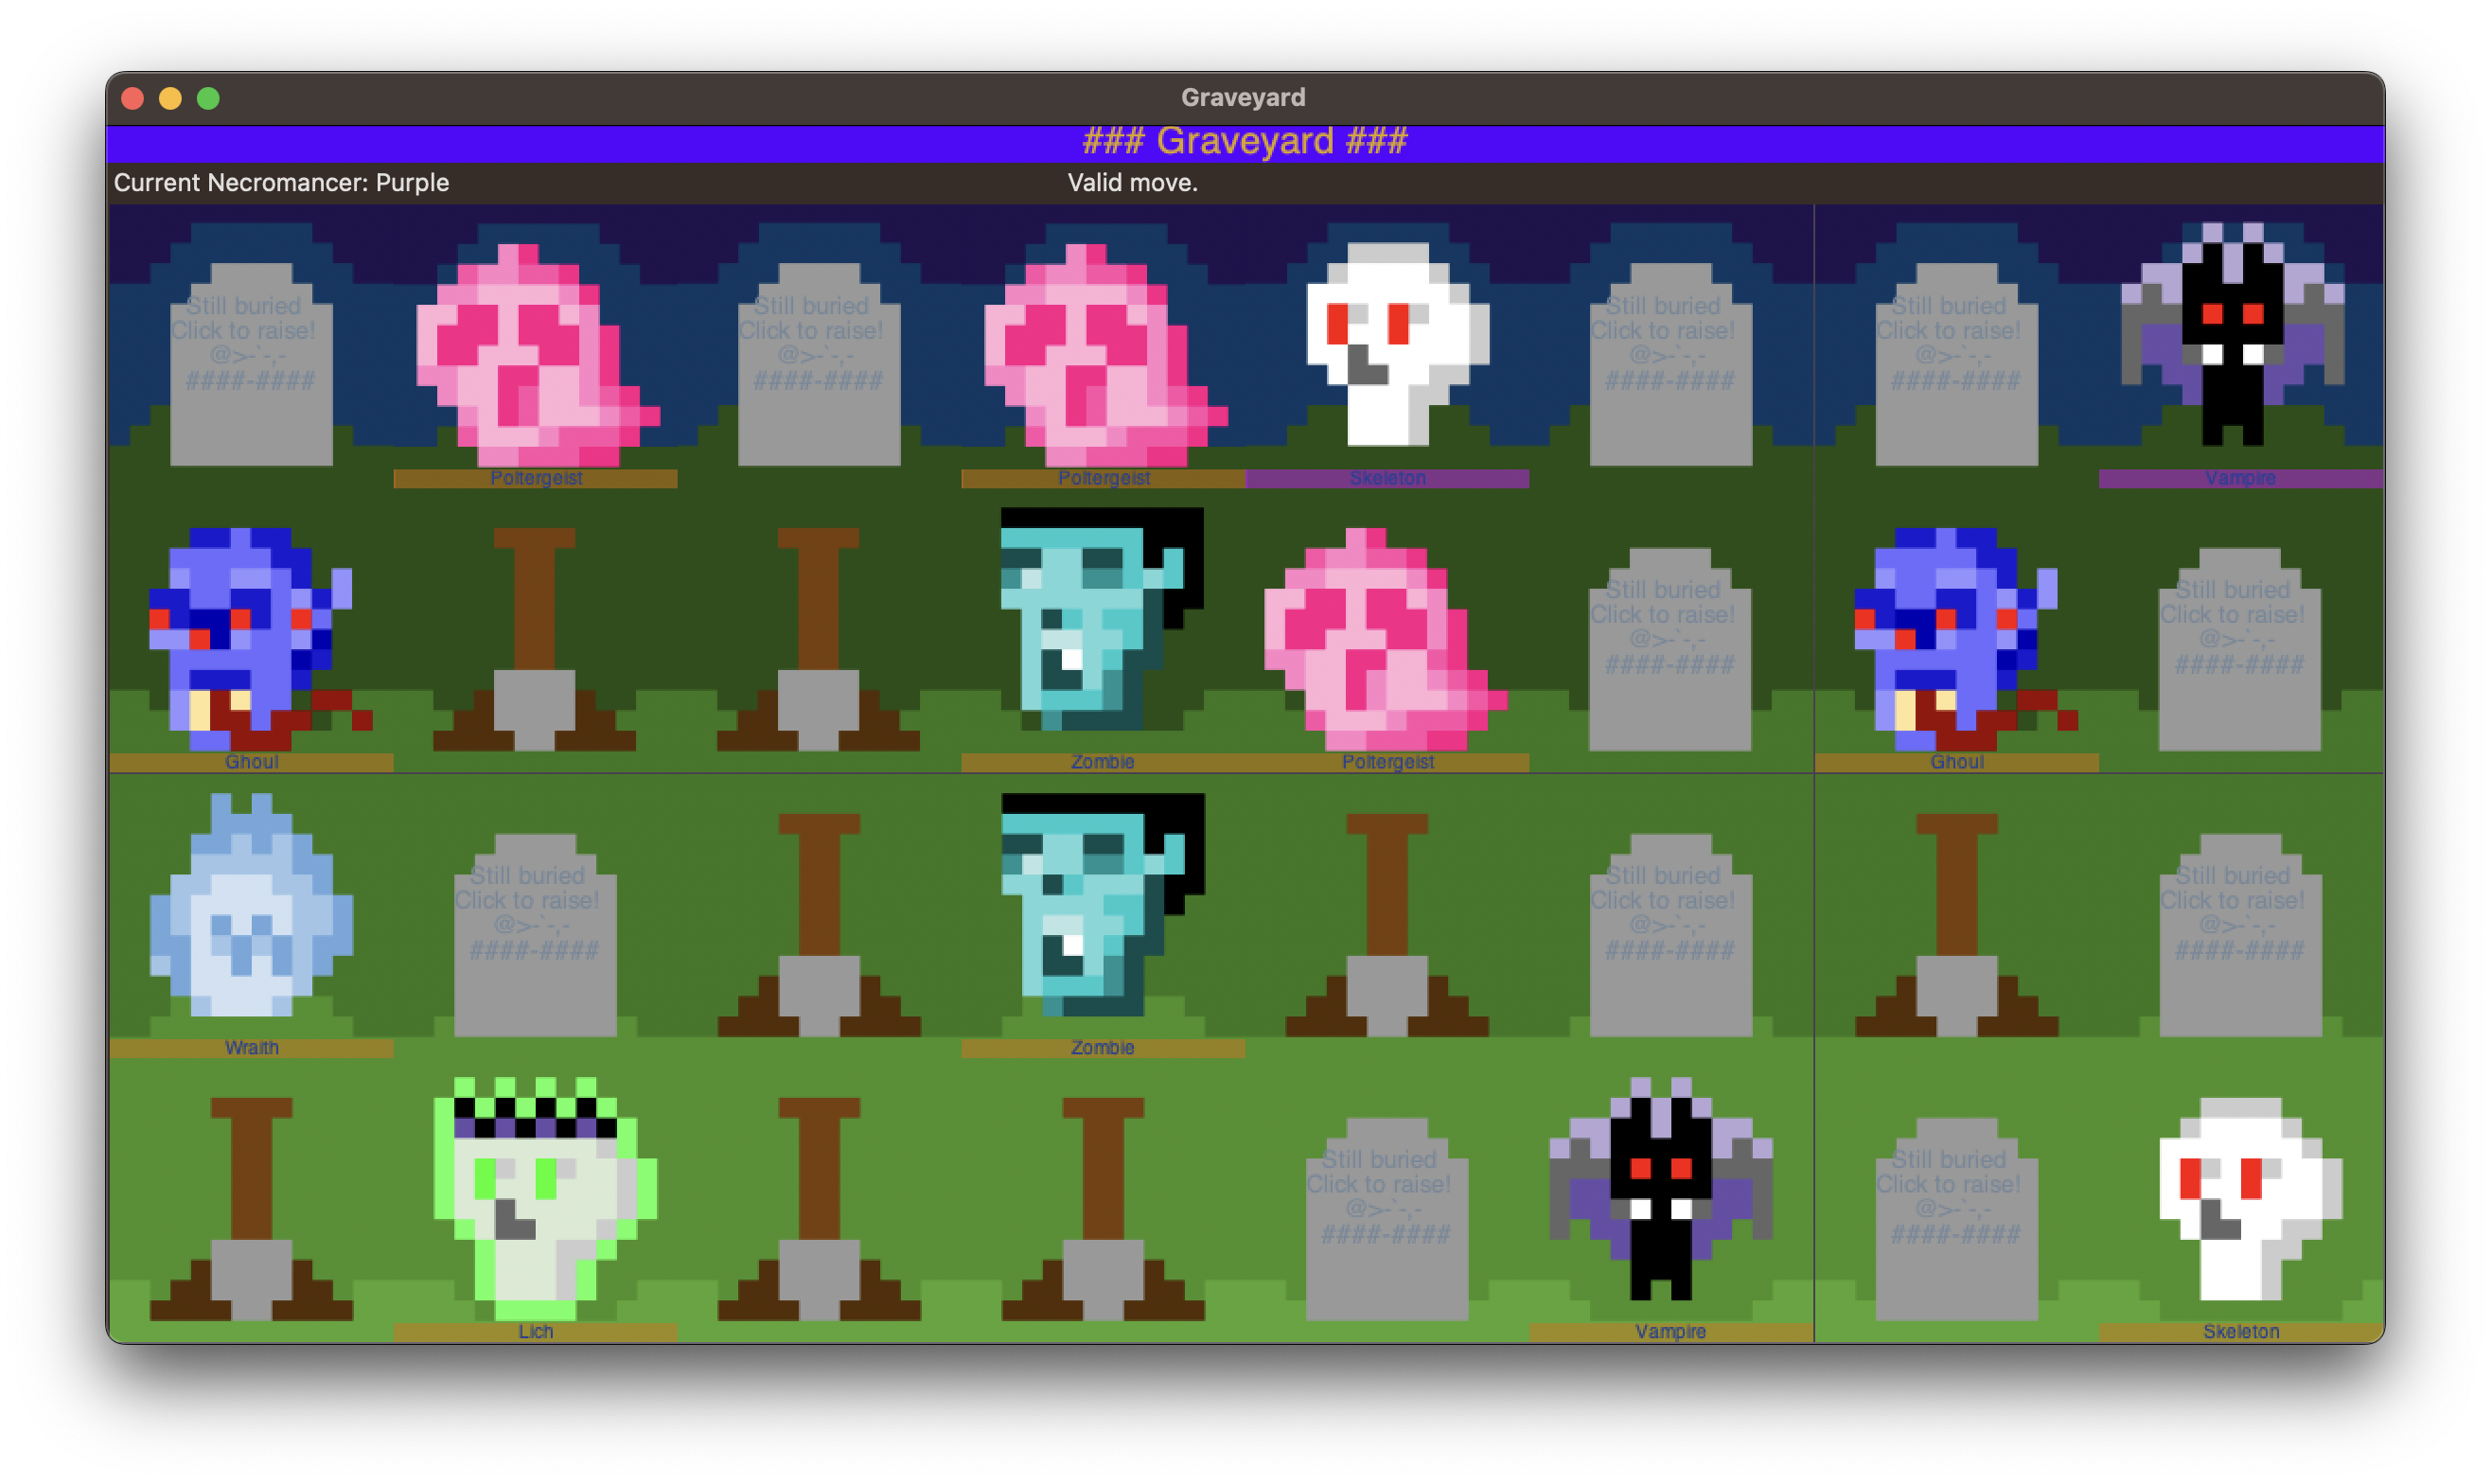 Graveyard
### Graveyard ###
Current Necromancer: Purple
Valid move.
Still buried
Click to raise!
@>-`-,-
####-####
Poltergeist
Still buried
Click to raise!
@>-`-,-
####-####
Poltergeist
Skeleton
Still buried
Click to raise!
@>-`-,-
####-####
Still buried
Click to raise!
@>-`-,-
####-####
Vampire
Ghoul
Zombie
Poltergeist
Still buried
Click to raise!
@>-`-,-
####-####
Ghoul
Still buried
Click to raise!
@>-`-,-
####-####
Wraith
Still buried
Click to raise!
@>-`-,-
####-####
Zombie
Still buried
Click to raise!
@>-`-,-
####-####
Still buried
Click to raise!
@>-`-,-
####-####
Lich
Still buried
Click to raise!
@>-`-,-
####-####
Vampire
Still buried
Click to raise!
@>-`-,-
####-####
Skeleton